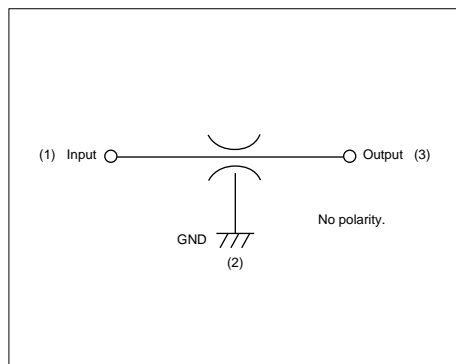 (1) Input Output (3)
No polarity.
GND
(2)